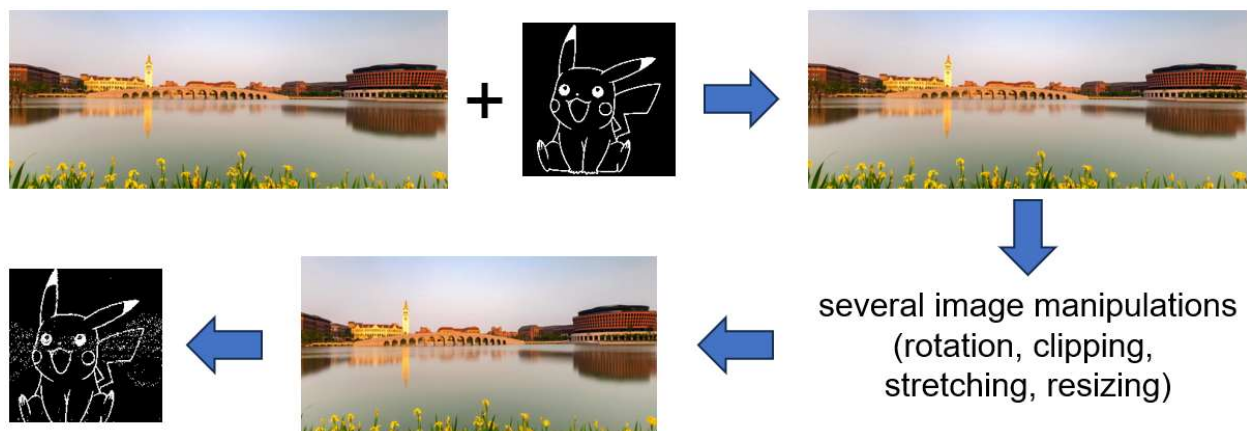 +
several image manipulations
(rotation, clipping,
stretching, resizing)